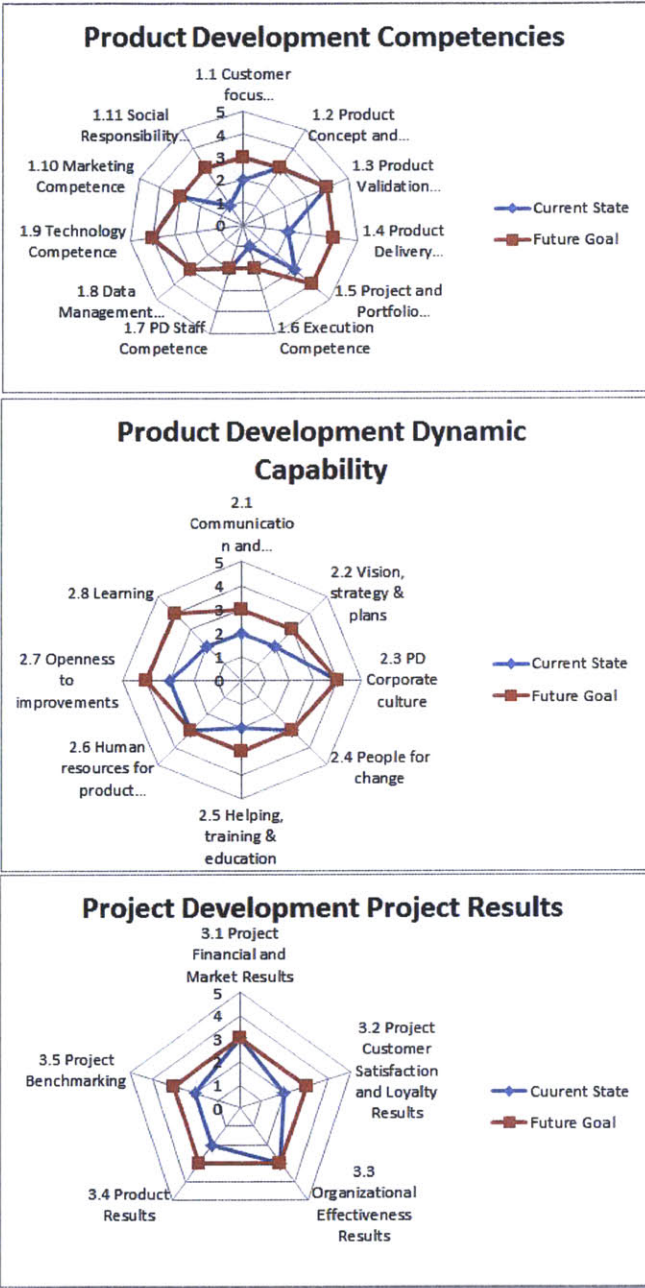 Product Development Competencies
1.1 Customer
focus...
1.2 Product
Concept and ...
1.3 Product
Validation ...
1.4 Product
Delivery ...
1.5 Project and
Portfolio...
1.6 Execution
Competence
1.7 PD Staff
Competence
1.8 Data
Management...
1.9 Technology
Competence
1.10 Marketing
Competence
1.11 Social
Responsibility...
5
4
3
2
1
0
Current State
Future Goal
Product Development Dynamic
Capability
2.1
Communicatio
n and...
2.2 Vision,
strategy &
plans
2.3 PD
Corporate
culture
2.4 People for
change
2.5 Helping,
training &
education
2.6 Human
resources for
product...
2.7 Openness
to
improvements
2.8 Learning
5
4
3
2
1
0
Current State
Future Goal
Project Development Project Results
3.1 Project
Financial and
Market Results
3.2 Project
Customer
Satisfaction
and Loyalty
Results
3.3
Organizational
Effectiveness
Results
3.4 Product
Results
3.5 Project
Benchmarking
5
4
3
2
1
0
Cuurent State
Future Goal